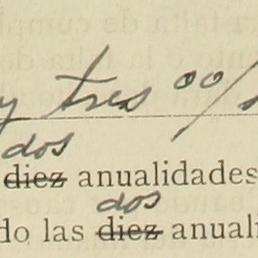 y tres 00/
dos
diez anualidades
dos
do las diez anuali